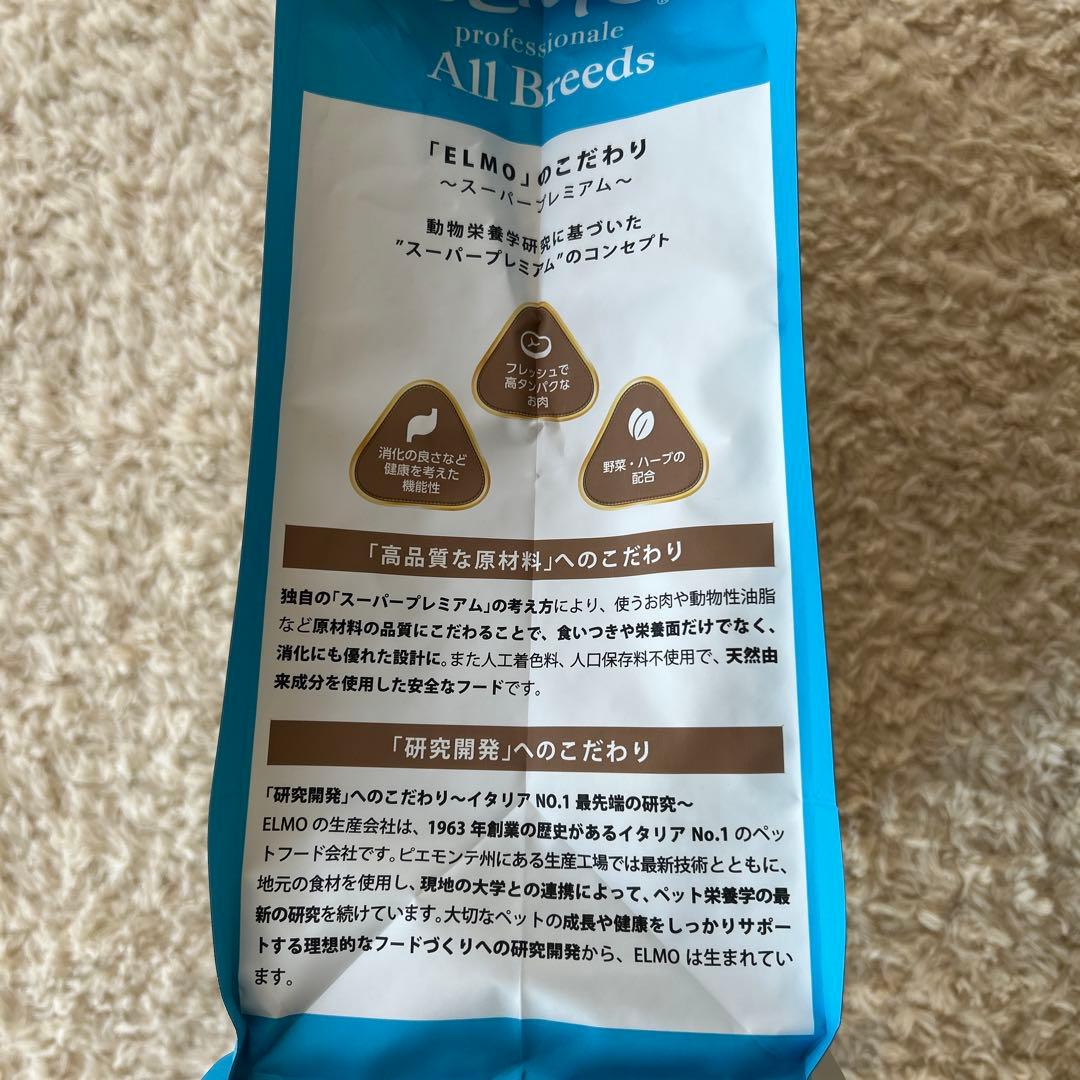 professionale
All Breeds
「ELMO」のこだわり
～スーパープレミアム～
動物栄養学研究に基づいた
”スーパープレミアム”のコンセプト
フレッシュで
高タンパクな
お肉
消化の良さなど
健康を考えた
機能性
野菜・ハーブの
配合
「高品質な原材料」へのこだわり
独自の「スーパープレミアム」の考え方により、使うお肉や動物性油脂
など原材料の品質にこだわることで、食いつきや栄養面だけでなく、
消化にも優れた設計に。また人工着色料、人口保存料不使用で、天然由
来成分を使用した安全なフードです。
「研究開発」へのこだわり
「研究開発」へのこだわり～イタリア NO.1 最先端の研究～
ELMO の生産会社は、1963 年創業の歴史があるイタリア No.1 のペッ
トフード会社です。ピエモンテ州にある生産工場では最新技術とともに、
地元の食材を使用し、現地の大学との連携によって、ペット栄養学の最
新の研究を続けています。大切なペットの成長や健康をしっかりサポー
トする理想的なフードづくりへの研究開発から、ELMO は生まれてい
ます。